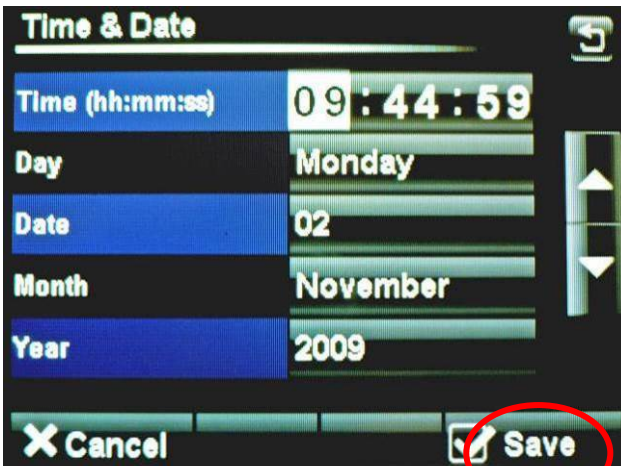 Time & Date
Time (hh:mm:ss) 09:44:59
Day Monday
Date 02
Month November
Year 2009
Cancel Save